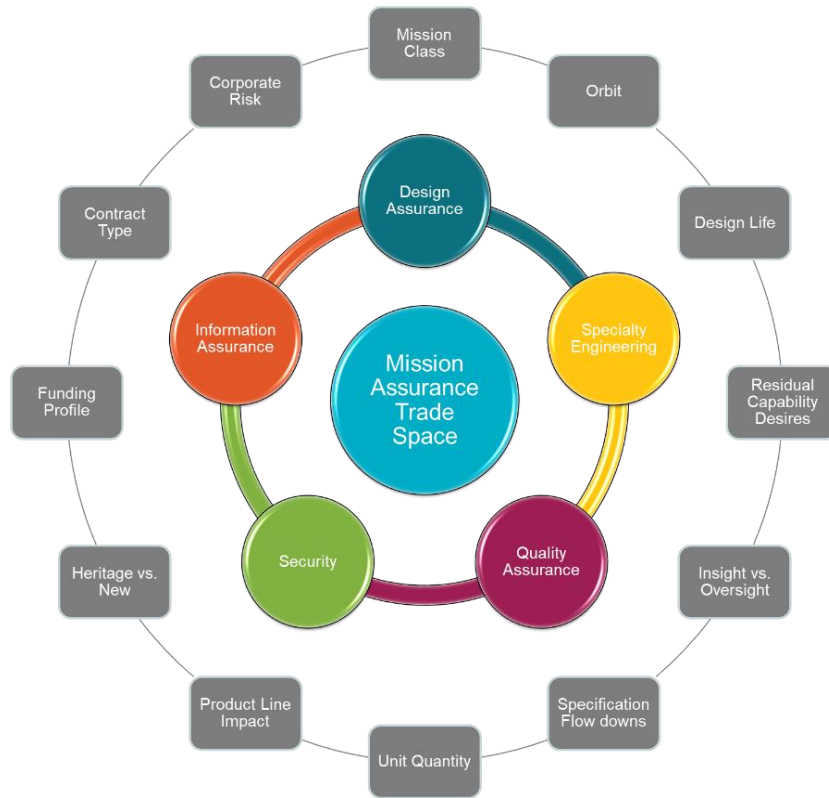 Mission
Class
Corporate
Risk
Orbit
Contract
Type
Design
Assurance
Design Life
Information
Assurance
Specialty
Engineering
Mission
Assurance
Trade
Space
Funding
Profile
Residual
Capability
Desires
Security
Quality
Assurance
Heritage vs.
New
Insight vs.
Oversight
Product Line
Impact
Specification
Flow downs
Unit Quantity